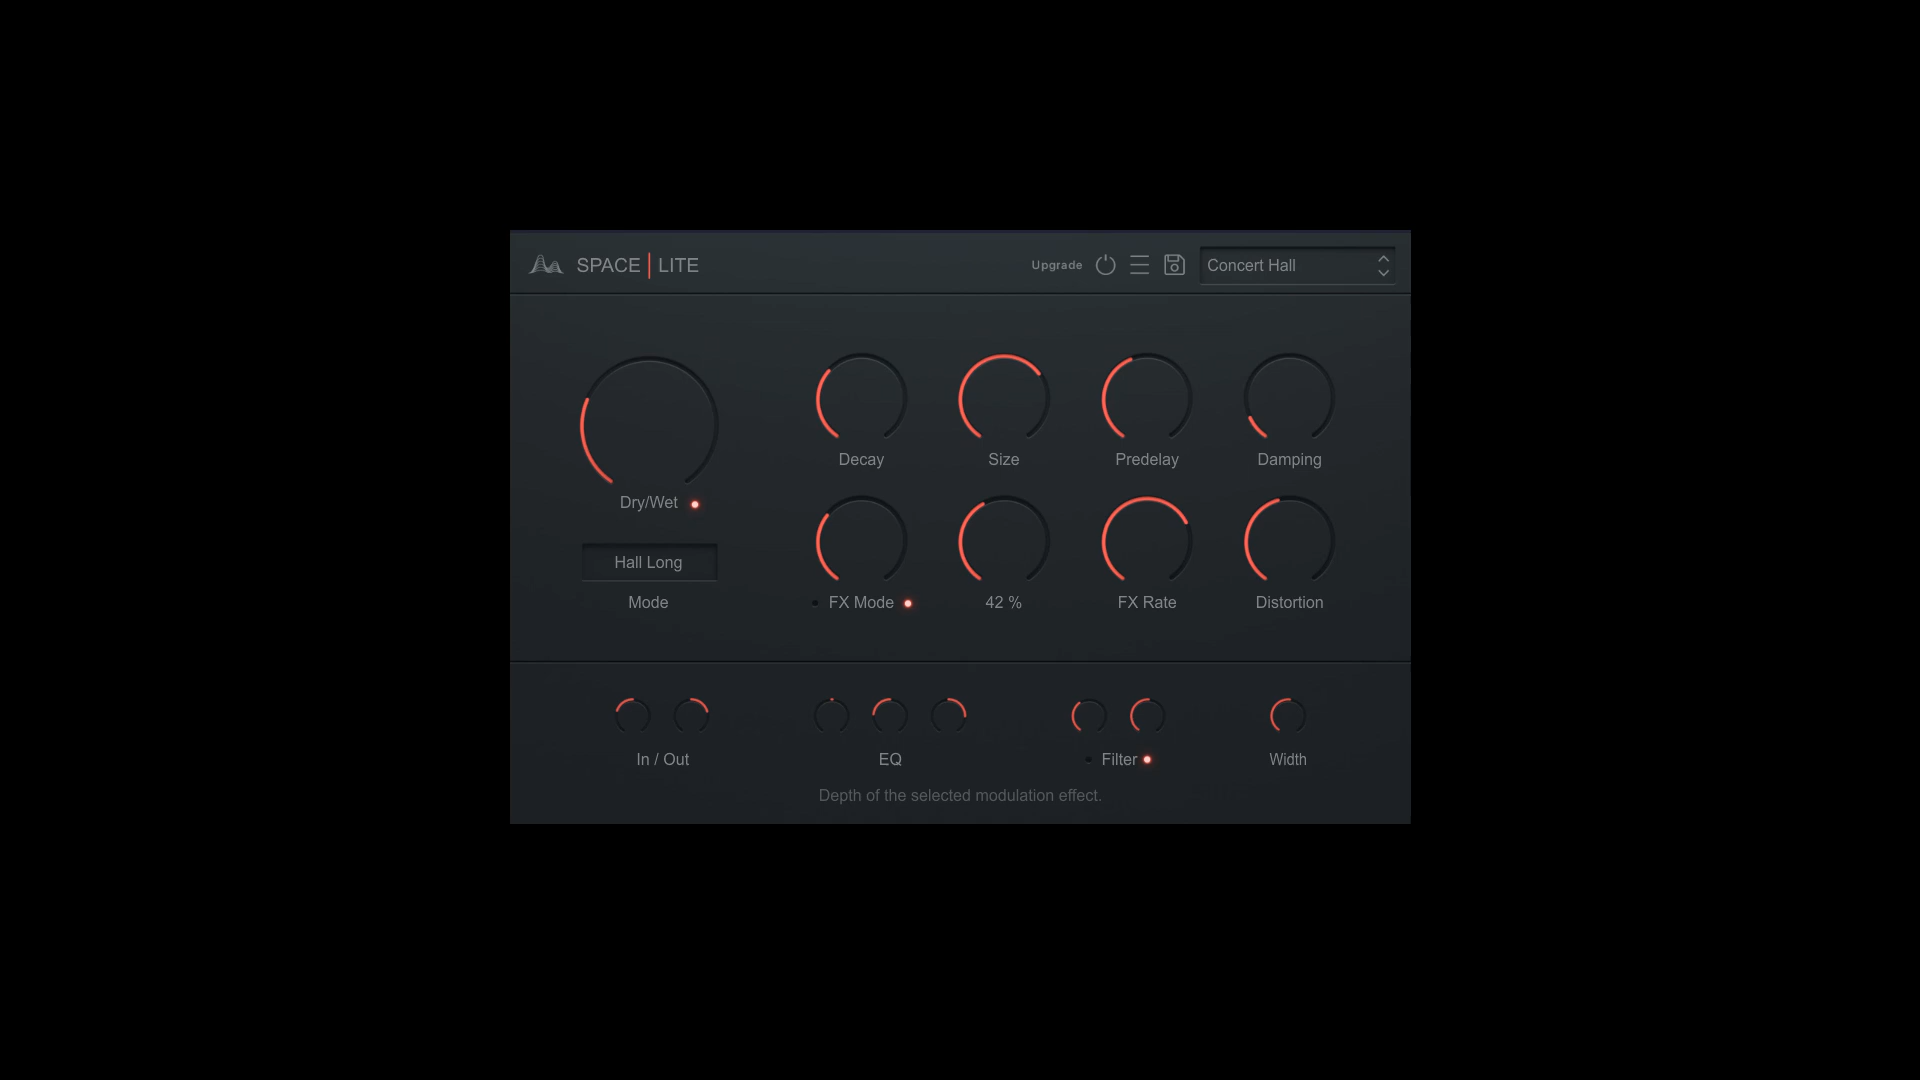 SPACE | LITE
Upgrade
Concert Hall
Decay
Size
Predelay
Damping
Dry/Wet
Hall Long
Mode
FX Mode
42 %
FX Rate
Distortion
In / Out
EQ
Filter
Width
Depth of the selected modulation effect.